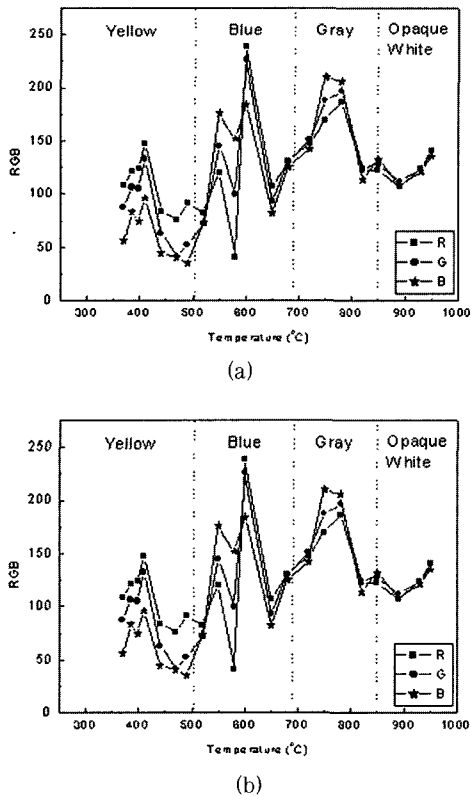 Yellow Blue Gray Opaque
White
250
200
150
100
50
0
RGB
R
G
B
300 400 500 600 700 800 900 1000
Temperature (°C)
(a)
Yellow Blue Gray Opaque
White
250
200
150
100
50
0
RGB
R
G
B
300 400 500 600 700 800 900 1000
Temperature (°C)
(b)